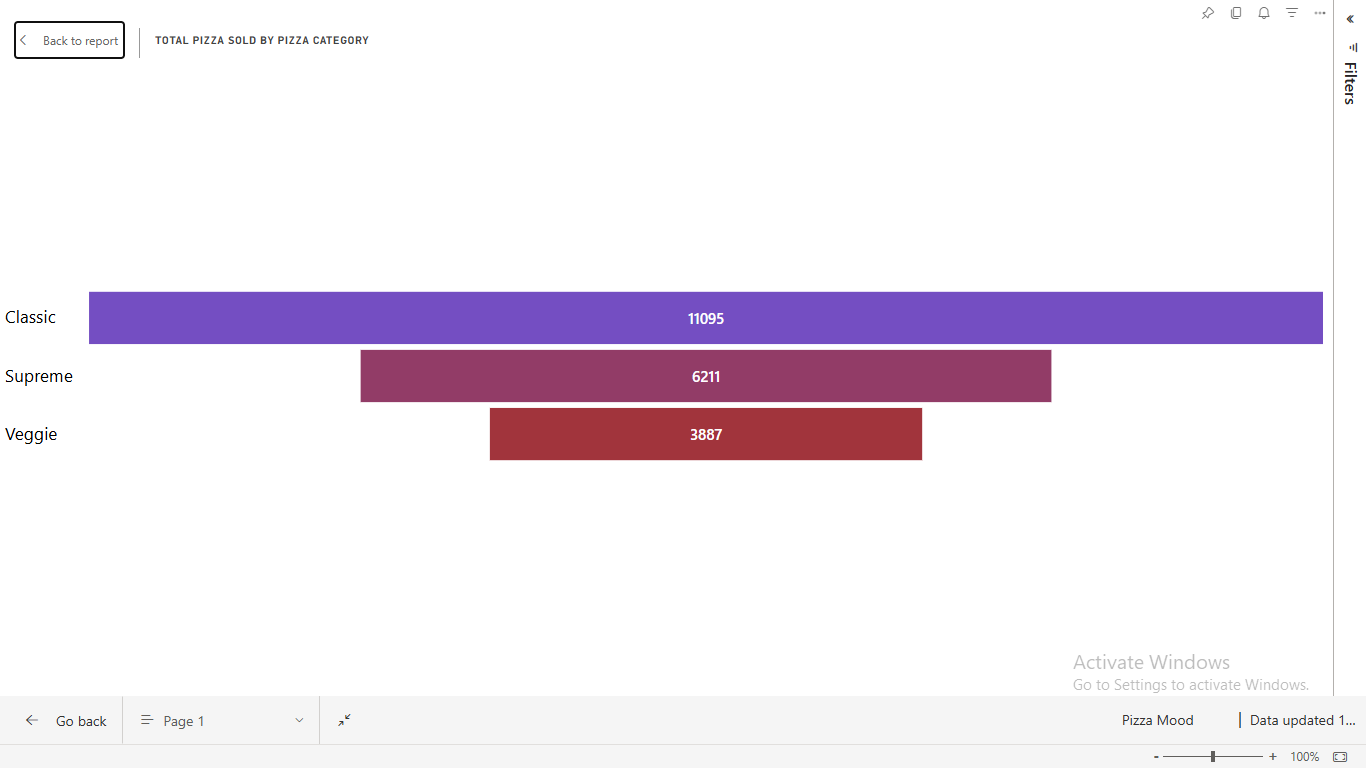 Back to report
TOTAL PIZZA SOLD BY PIZZA CATEGORY
Filters
Classic
11095
Supreme
6211
Veggie
3887
Activate Windows
Go to Settings to activate Windows.
Go back
Page 1
Pizza Mood
Data updated 1...
- + 100%